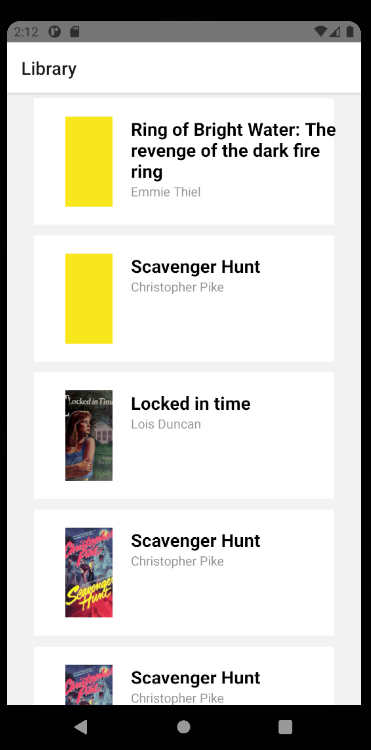 2:12
Library
Ring of Bright Water: The
revenge of the dark fire
ring
Emmie Thiel
Scavenger Hunt
Christopher Pike
Locked in Time
Locked in time
Lois Duncan
Christopher
Pike
Scavenger
Hunt
Scavenger Hunt
Christopher Pike
Christopher
Pike
Scavenger Hunt
Christopher Pike